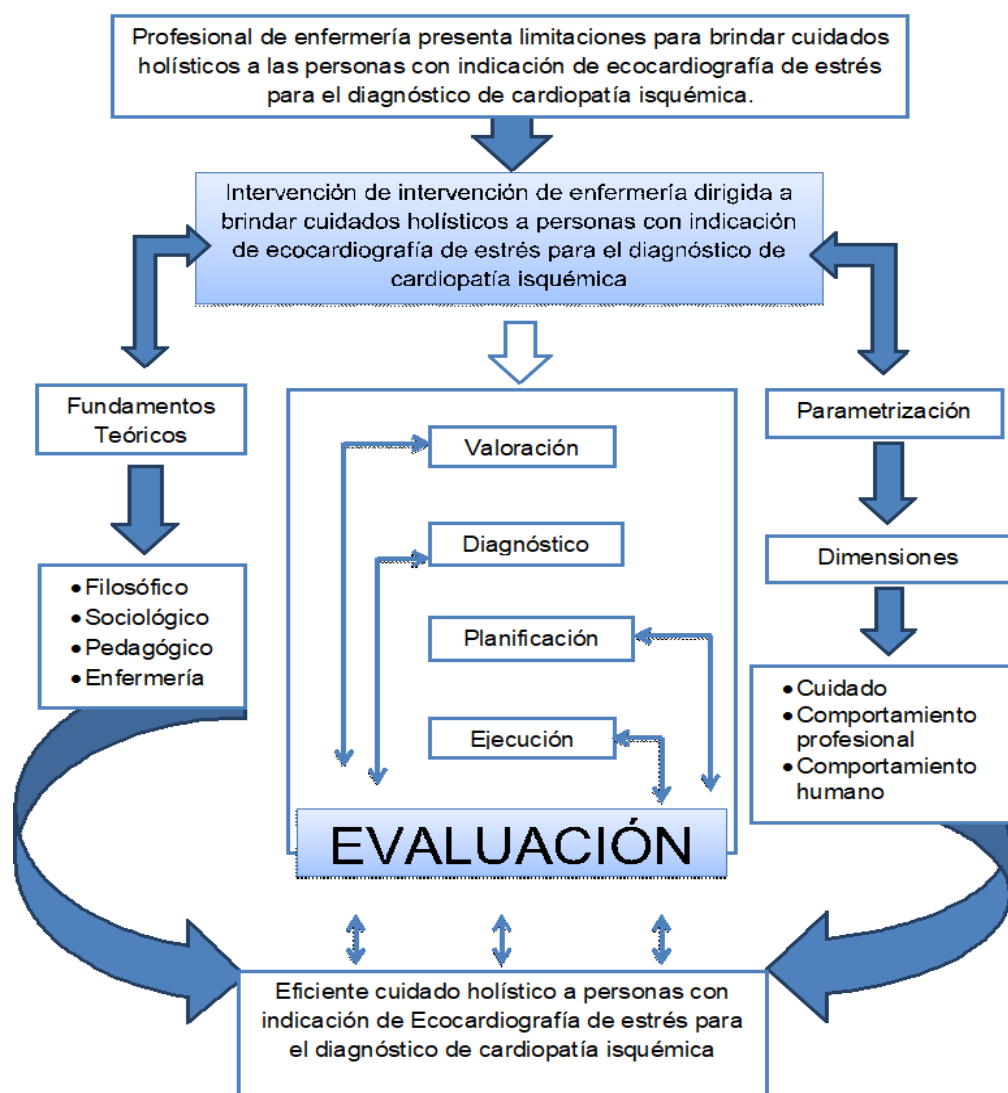 Profesional de enfermería presenta limitaciones para brindar cuidados
holísticos a las personas con indicación de ecocardiografía de estrés
para el diagnóstico de cardiopatía isquémica.
Intervención de intervención de enfermería dirigida a
brindar cuidados holísticos a personas con indicación
de ecocardiografía de estrés para el diagnóstico de
cardiopatía isquémica
Fundamentos
Teóricos
• Filosófico
• Sociológico
• Pedagógico
• Enfermería
Valoración
Diagnóstico
Planificación
Ejecución
EVALUACIÓN
Parametrización
Dimensiones
• Cuidado
• Comportamiento
profesional
• Comportamiento
humano
Eficiente cuidado holístico a personas con
indicación de Ecocardiografía de estrés para
el diagnóstico de cardiopatía isquémica